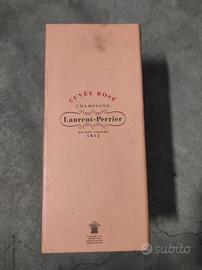 CUVÉE ROSÉ
CHAMPAGNE
Laurent-Perrier
MAISON FONDÉE
1812
subito